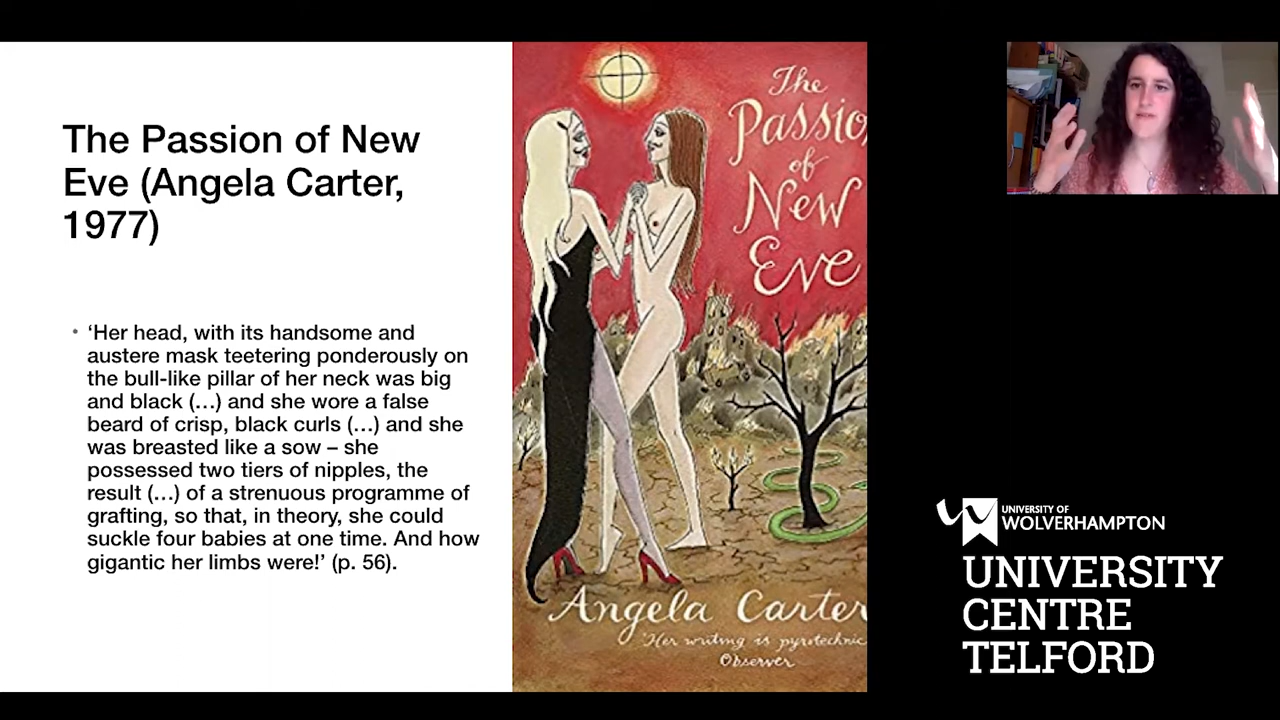 The Passion of New
Eve (Angela Carter,
1977)
• ‘Her head, with its handsome and
austere mask teetering ponderously on
the bull-like pillar of her neck was big
and black (…) and she wore a false
beard of crisp, black curls (…) and she
was breasted like a sow – she
possessed two tiers of nipples, the
result (…) of a strenuous programme of
grafting, so that, in theory, she could
suckle four babies at one time. And how
gigantic her limbs were!’ (p. 56).
The
Passio
of
New
Eve
Angela Carter
'Her writing is pyrotechnic
Observer
UNIVERSITY OF
WOLVERHAMPTON
UNIVERSITY
CENTRE
TELFORD